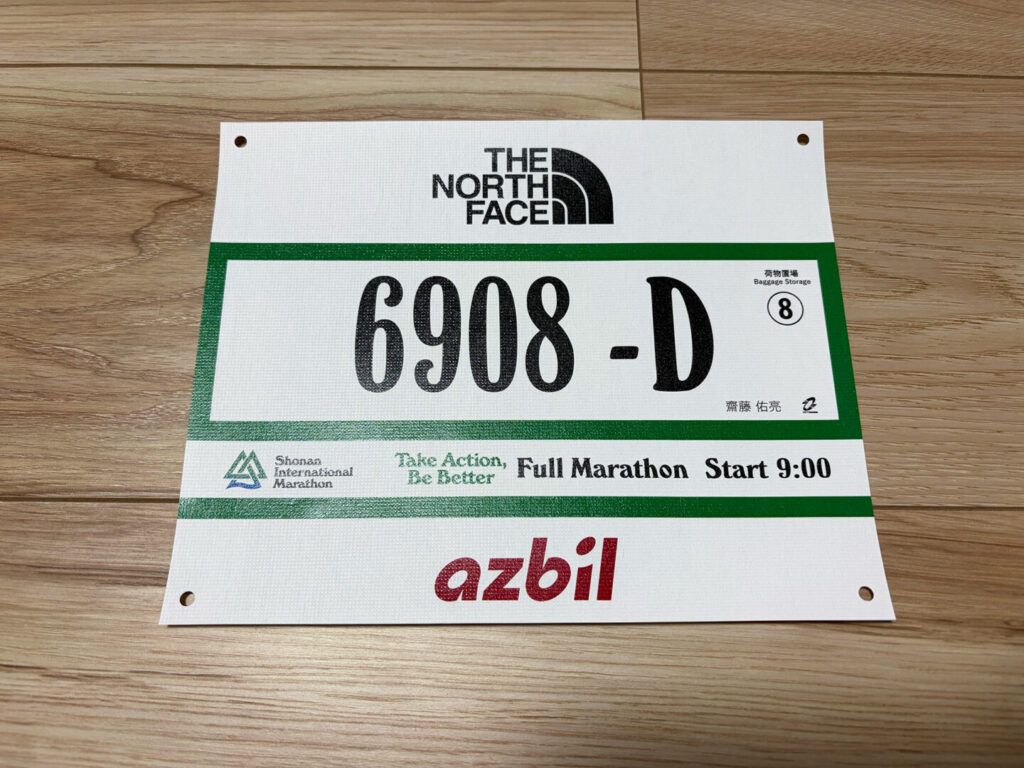 THE
NORTH
FACE
荷物置場
Baggage Storage
8
6908 -D
齋藤 佑亮
Shonan
International
Marathon
Take Action,
Be Better
Full Marathon Start 9:00
azbil